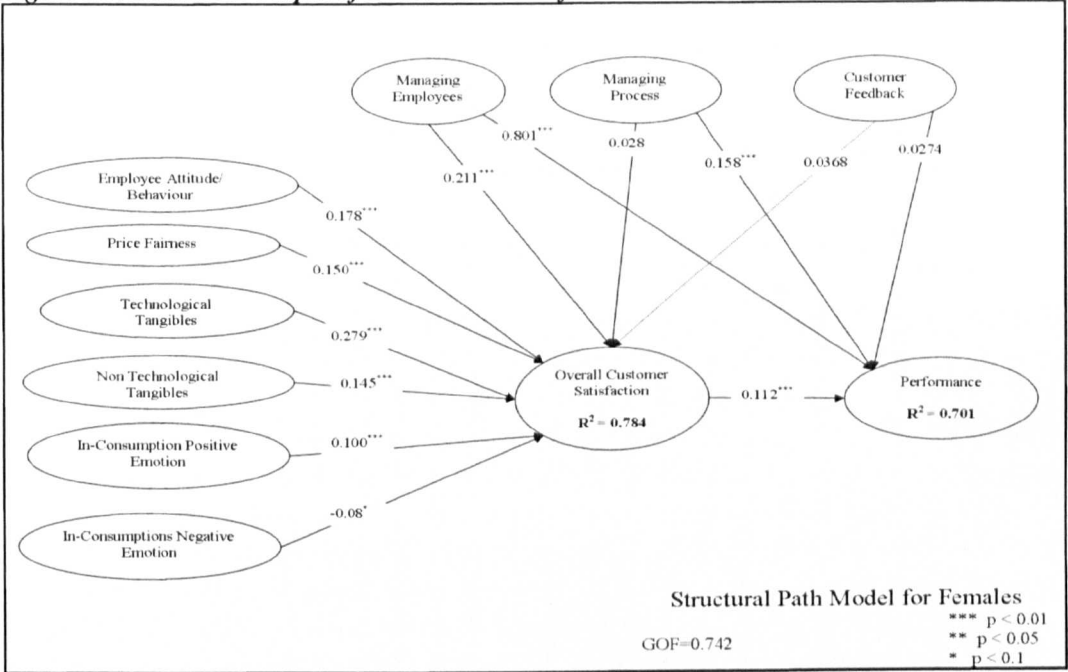 Managing
Employees
Managing
Process
Customer
Feedback
0.801***
0.028
0.158***
0.0368
0.0274
0.211***
Employee Attitude/
Behaviour
0.178***
Price Fairness
0.150***
Technological
Tangibles
0.279***
Non Technological
Tangibles
0.145***
In-Consumption Positive
Emotion
0.100***
In-Consumptions Negative
Emotion
-0.08*
Overall Customer
Satisfaction
R² = 0.784
0.112***
Performance
R² = 0.701
Structural Path Model for Females
GOF=0.742
*** p < 0.01
** p < 0.05
* p < 0.1